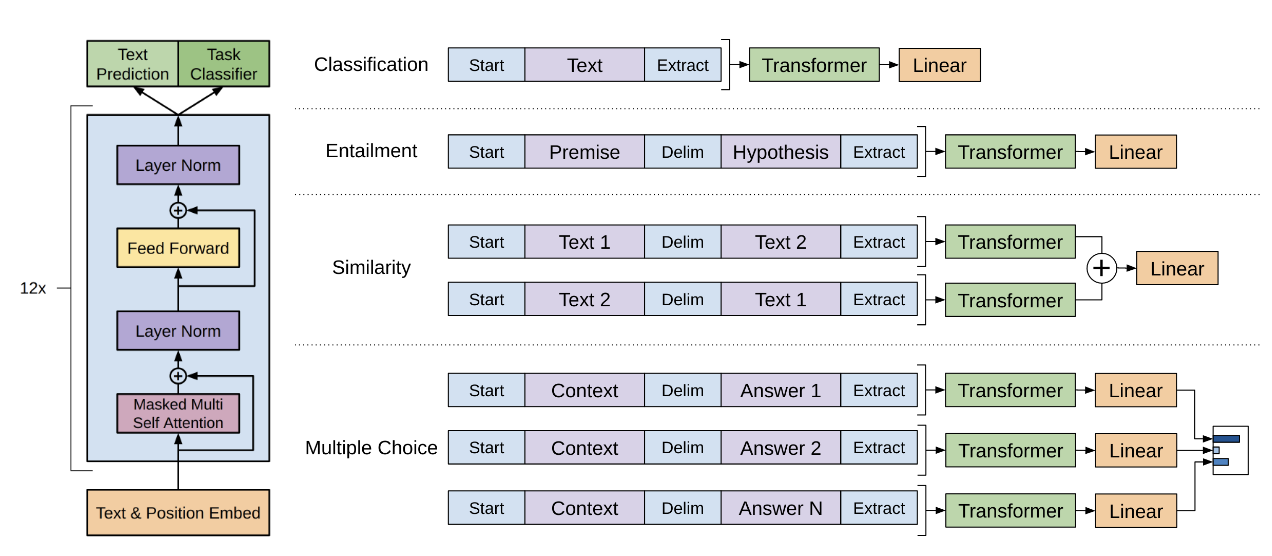 Text
Prediction
Task
Classifier
12x
Layer Norm
Feed Forward
Layer Norm
Masked Multi
Self Attention
Text & Position Embed
Classification
Start Text Extract Transformer Linear
Entailment
Start Premise Delim Hypothesis Extract Transformer Linear
Similarity
Start Text 1 Delim Text 2 Extract Transformer
Start Text 2 Delim Text 1 Extract Transformer
Linear
Multiple Choice
Start Context Delim Answer 1 Extract Transformer Linear
Start Context Delim Answer 2 Extract Transformer Linear
Start Context Delim Answer N Extract Transformer Linear